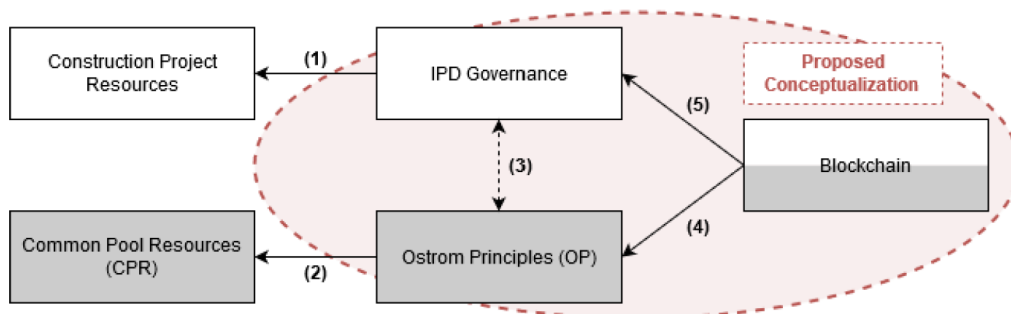 Construction Project
Resources
(1)
IPD Governance
Proposed
Conceptualization
(5)
(3)
Blockchain
Common Pool Resources
(CPR)
(2)
Ostrom Principles (OP)
(4)